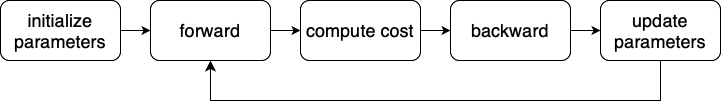 initialize
parameters
forward
compute cost
backward
update
parameters